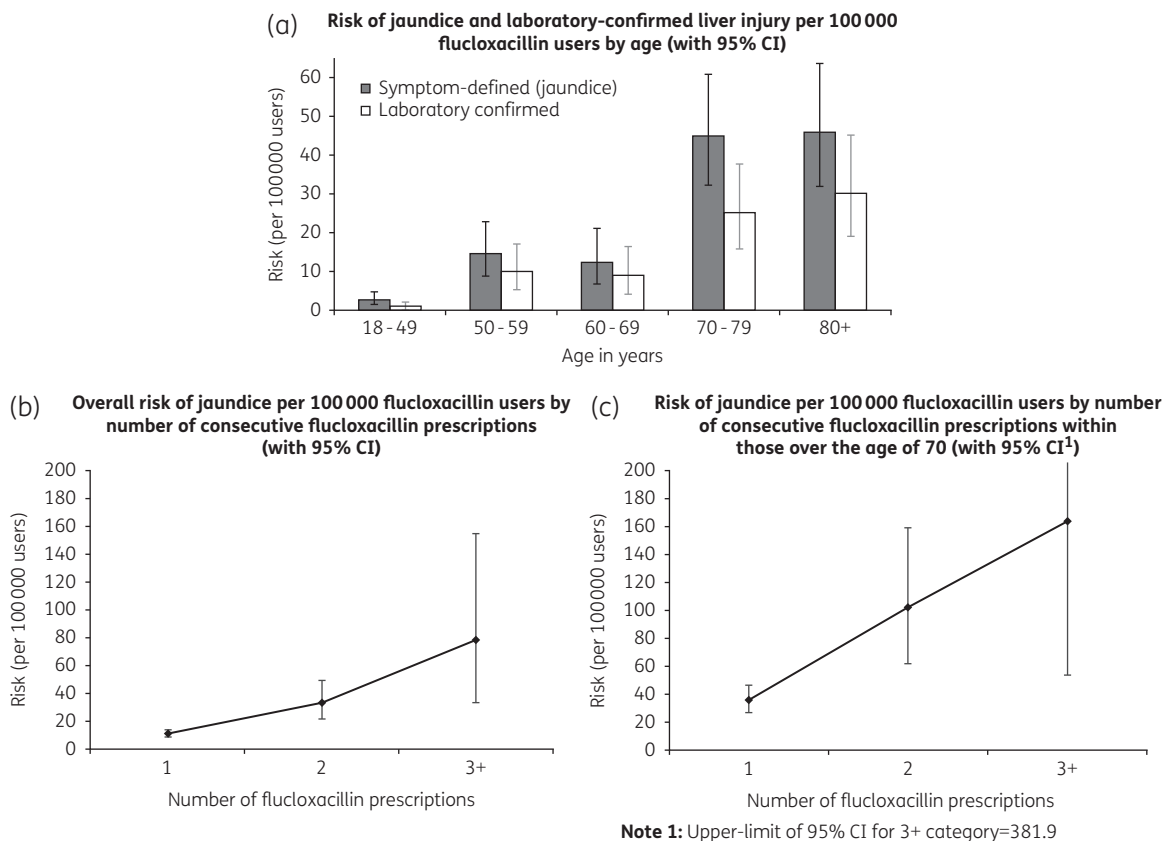 (a) Risk of jaundice and laboratory-confirmed liver injury per 100 000
flucloxacillin users by age (with 95% CI)
60
50
40
30
20
10
0
Risk (per 100000 users)
Symptom-defined (jaundice)
Laboratory confirmed
18 - 49 50 - 59 60 - 69 70 - 79 80+
Age in years
(b) Overall risk of jaundice per 100 000 flucloxacillin users by
number of consecutive flucloxacillin prescriptions
(with 95% CI)
200
180
160
140
120
100
80
60
40
20
0
Risk (per 100 000 users)
1 2 3+
Number of flucloxacillin prescriptions
(c) Risk of jaundice per 100 000 flucloxacillin users by number
of consecutive flucloxacillin prescriptions within
those over the age of 70 (with 95% CI1)
200
180
160
140
120
100
80
60
40
20
0
Risk (per 100 000 users)
1 2 3+
Number of flucloxacillin prescriptions
Note 1: Upper-limit of 95% CI for 3+ category=381.9